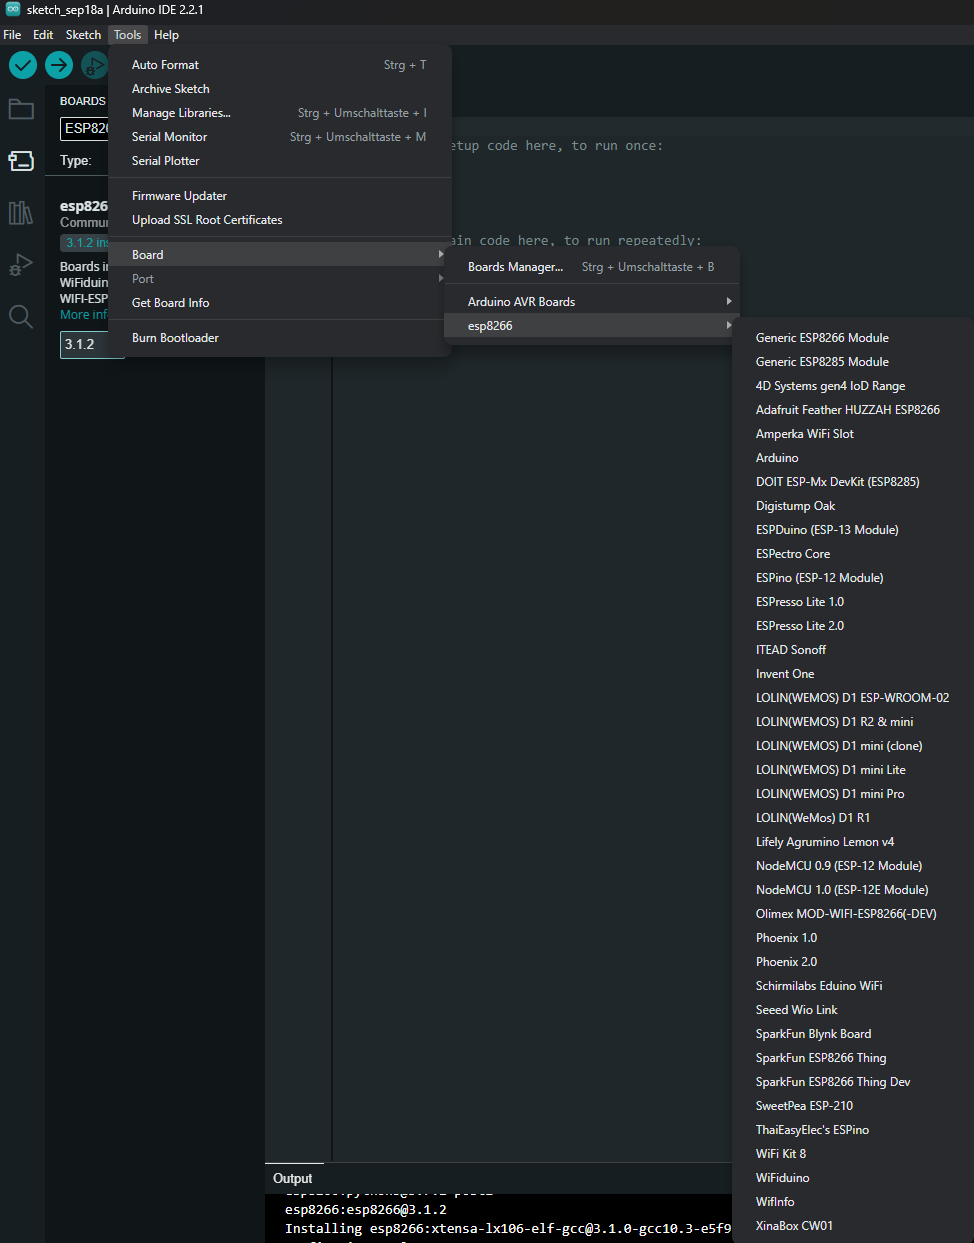 sketch_sep18a | Arduino IDE 2.2.1
File Edit Sketch Tools Help
Auto Format Strg + T
Archive Sketch
Manage Libraries... Strg + Umschalttaste + I
Serial Monitor Strg + Umschalttaste + M
Serial Plotter
Firmware Updater
Upload SSL Root Certificates
Board
Port
Get Board Info
Burn Bootloader
BOARDS
ESP826
Type:
esp826
Commun
3.1.2 ins
Boards in
WiFiduin
WIFI-ESP
More inf
3.1.2
etup code here, to run once:
ain code here, to run repeatedly:
Boards Manager... Strg + Umschalttaste + B
Arduino AVR Boards
esp8266
Generic ESP8266 Module
Generic ESP8285 Module
4D Systems gen4 IoD Range
Adafruit Feather HUZZAH ESP8266
Amperka WiFi Slot
Arduino
DOIT ESP-Mx DevKit (ESP8285)
Digistump Oak
ESPDuino (ESP-13 Module)
ESPectro Core
ESPino (ESP-12 Module)
ESPresso Lite 1.0
ESPresso Lite 2.0
ITEAD Sonoff
Invent One
LOLIN(WEMOS) D1 ESP-WROOM-02
LOLIN(WEMOS) D1 R2 & mini
LOLIN(WEMOS) D1 mini (clone)
LOLIN(WEMOS) D1 mini Lite
LOLIN(WEMOS) D1 mini Pro
LOLIN(WeMos) D1 R1
Lifely Agrumino Lemon v4
NodeMCU 0.9 (ESP-12 Module)
NodeMCU 1.0 (ESP-12E Module)
Olimex MOD-WIFI-ESP8266(-DEV)
Phoenix 1.0
Phoenix 2.0
Schirmilabs Eduino WiFi
Seeed Wio Link
SparkFun Blynk Board
SparkFun ESP8266 Thing
SparkFun ESP8266 Thing Dev
SweetPea ESP-210
ThaiEasyElec's ESPino
WiFi Kit 8
WiFiduino
WifInfo
XinaBox CW01
Output
esp8266:esp8266@3.1.2
Installing esp8266:xtensa-lx106-elf-gcc@3.1.0-gcc10.3-e5f9